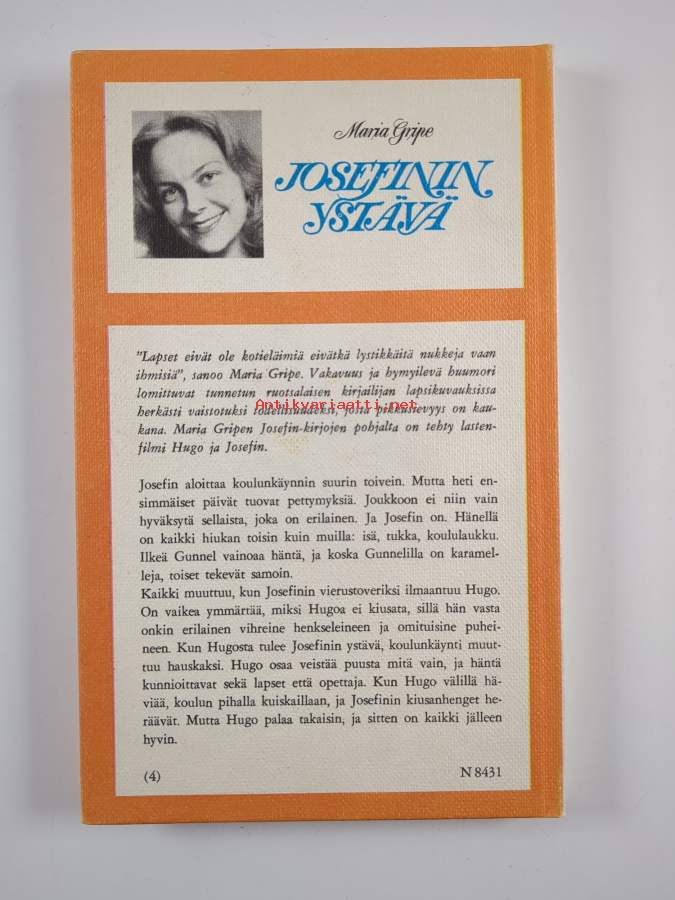 Maria Gripe
JOSEFININ
YSTÄVÄ
"Lapset eivät ole kotieläimiä eivätkä lystikkäitä nukkeja vaan
ihmisiä", sanoo Maria Gripe. Vakavuus ja hymyilevä huumori
lomittuvat tunnetun ruotsalaisen kirjailijan lapsikuvauksissa
Antikvariaatti.net
herkästi vaistotuksi todellisuudeksi, josta pikkusievyys on kau-
kana. Maria Gripen Josefin-kirjojen pohjalta on tehty lasten-
filmi Hugo ja Josefin.
Josefin aloittaa koulunkäynnin suurin toivein. Mutta heti en-
simmäiset päivät tuovat pettymyksiä. Joukkoon ei niin vain
hyväksytä sellaista, joka on erilainen. Ja Josefin on. Hänellä
on kaikki hiukan toisin kuin muilla: isä, tukka, koululaukku.
Ilkeä Gunnel vainoaa häntä, ja koska Gunnelilla on karamel-
leja, toiset tekevät samoin.
Kaikki muuttuu, kun Josefinin vierustoveriksi ilmaantuu Hugo.
On vaikea ymmärtää, miksi Hugoa ei kiusata, sillä hän vasta
onkin erilainen vihreine henkseleineen ja omituisine puhei-
neen. Kun Hugosta tulee Josefinin ystävä, koulunkäynti muut-
tuu hauskaksi. Hugo osaa veistää puusta mitä vain, ja häntä
kunnioittavat sekä lapset että opettaja. Kun Hugo välillä hä-
viää, koulun pihalla kuiskaillaan, ja Josefinin kiusanhenget he-
räävät. Mutta Hugo palaa takaisin, ja sitten on kaikki jälleen
hyvin.
(4)
N 8431